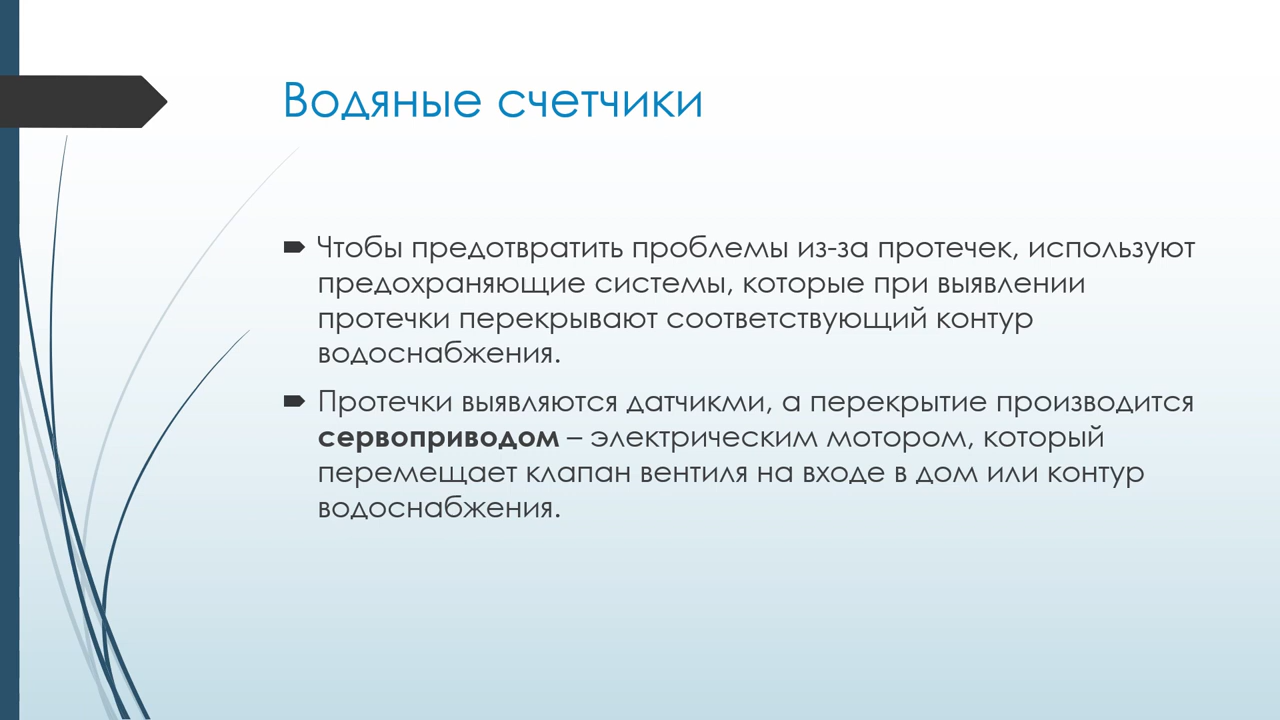 Водяные счетчики
Чтобы предотвратить проблемы из-за протечек, используют
предохраняющие системы, которые при выявлении
протечки перекрывают соответствующий контур
водоснабжения.
Протечки выявляются датчикми, а перекрытие производится
сервоприводом – электрическим мотором, который
перемещает клапан вентиля на входе в дом или контур
водоснабжения.